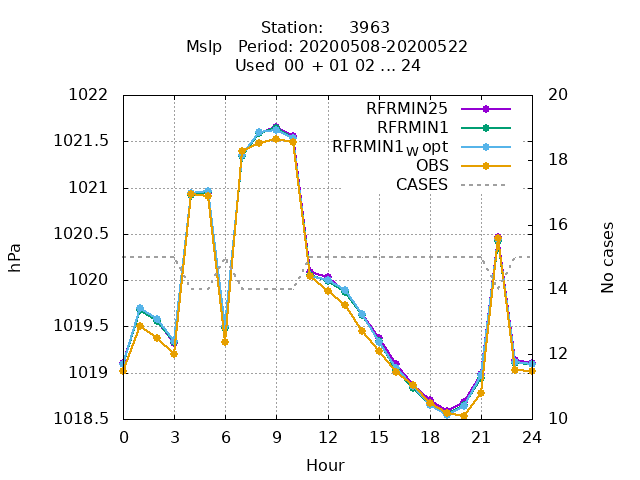 Station: 3963
Mslp Period: 20200508-20200522
Used 00 + 01 02 ... 24
1022
1021.5
1021
1020.5
1020
1019.5
1019
1018.5
20
18
16
14
12
10
RFRMIN25
RFRMIN1
RFRMIN1wopt
OBS
CASES
hPa
No cases
0 3 6 9 12 15 18 21 24
Hour